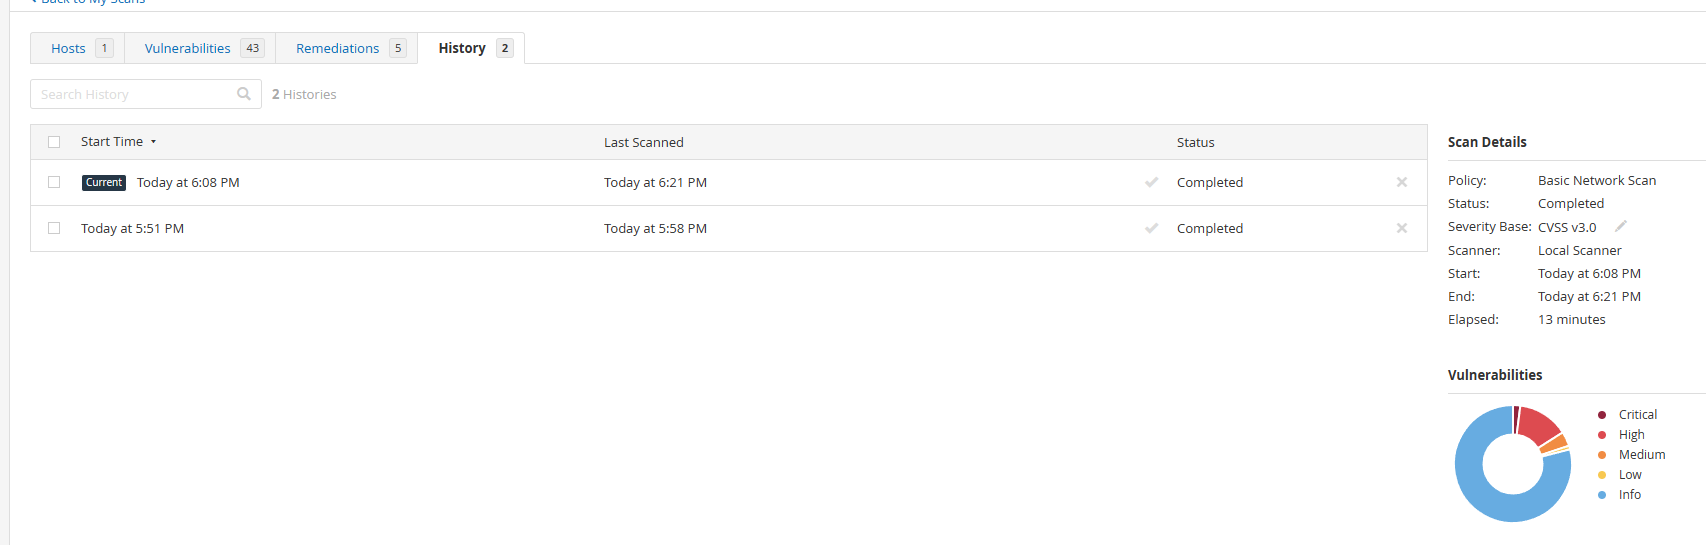 Back to My Scans
Hosts 1 Vulnerabilities 43 Remediations 5 History 2
Search History 2 Histories
Start Time Last Scanned Status
Current Today at 6:08 PM Today at 6:21 PM Completed
Today at 5:51 PM Today at 5:58 PM Completed
Scan Details
Policy: Basic Network Scan
Status: Completed
Severity Base: CVSS v3.0
Scanner: Local Scanner
Start: Today at 6:08 PM
End: Today at 6:21 PM
Elapsed: 13 minutes
Vulnerabilities
Critical
High
Medium
Low
Info